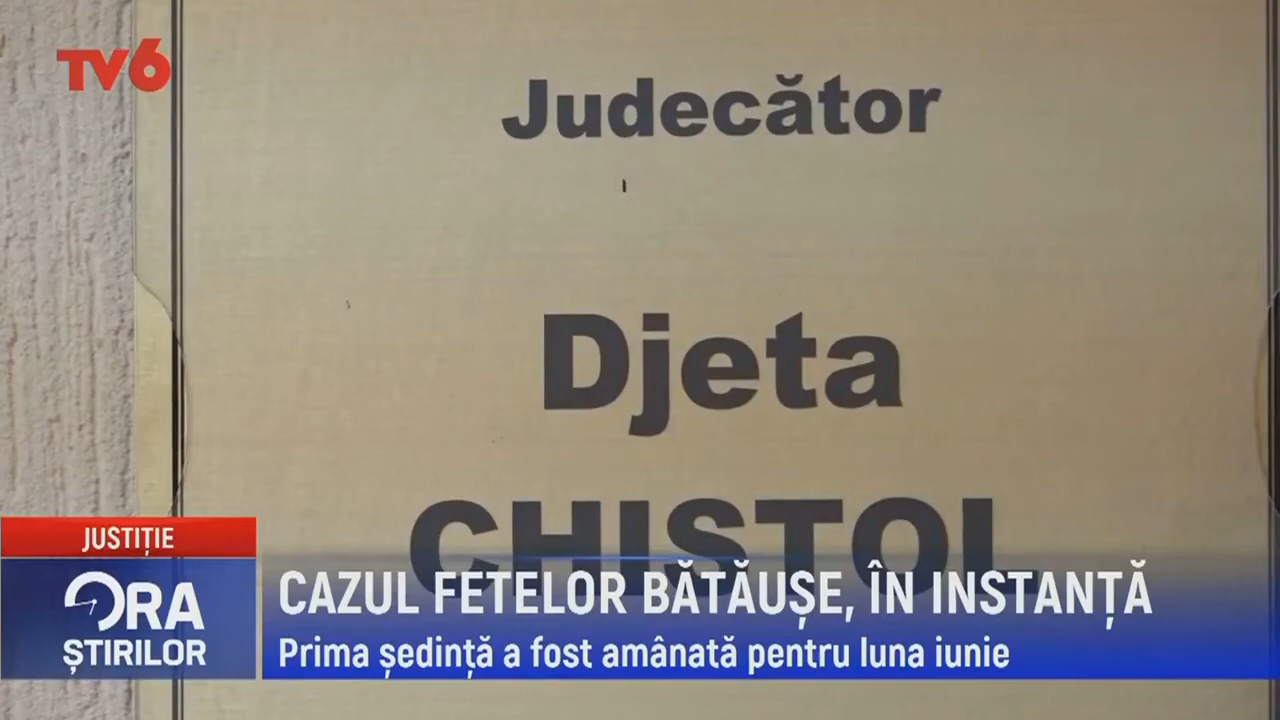 TV6
Judecător
Djeta
CHISTOL
JUSTIȚIE
ORA
ȘTIRILOR
CAZUL FETELOR BĂTĂUȘE, ÎN INSTANȚĂ
Prima ședință a fost amânată pentru luna iunie